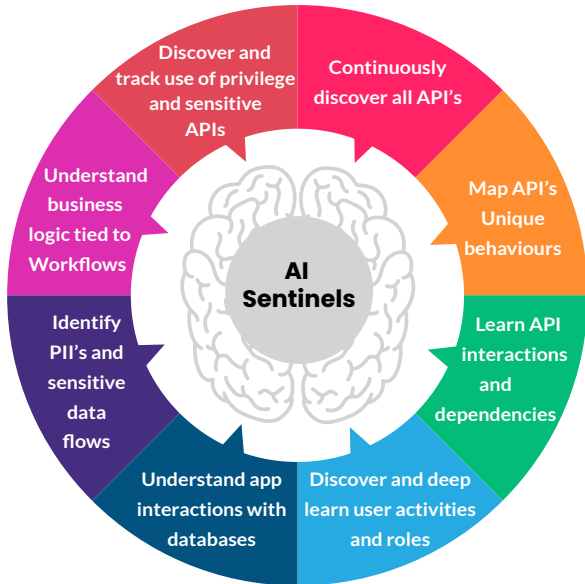 Continuously
discover all API's
Map API's
Unique
behaviours
Learn API
interactions
and
dependencies
Discover and deep
learn user activities
and roles
Understand app
interactions with
databases
Identify
PII's and
sensitive
data
flows
Understand
business
logic tied to
Workflows
Discover and
track use of privilege
and sensitive
APIs
AI
Sentinels